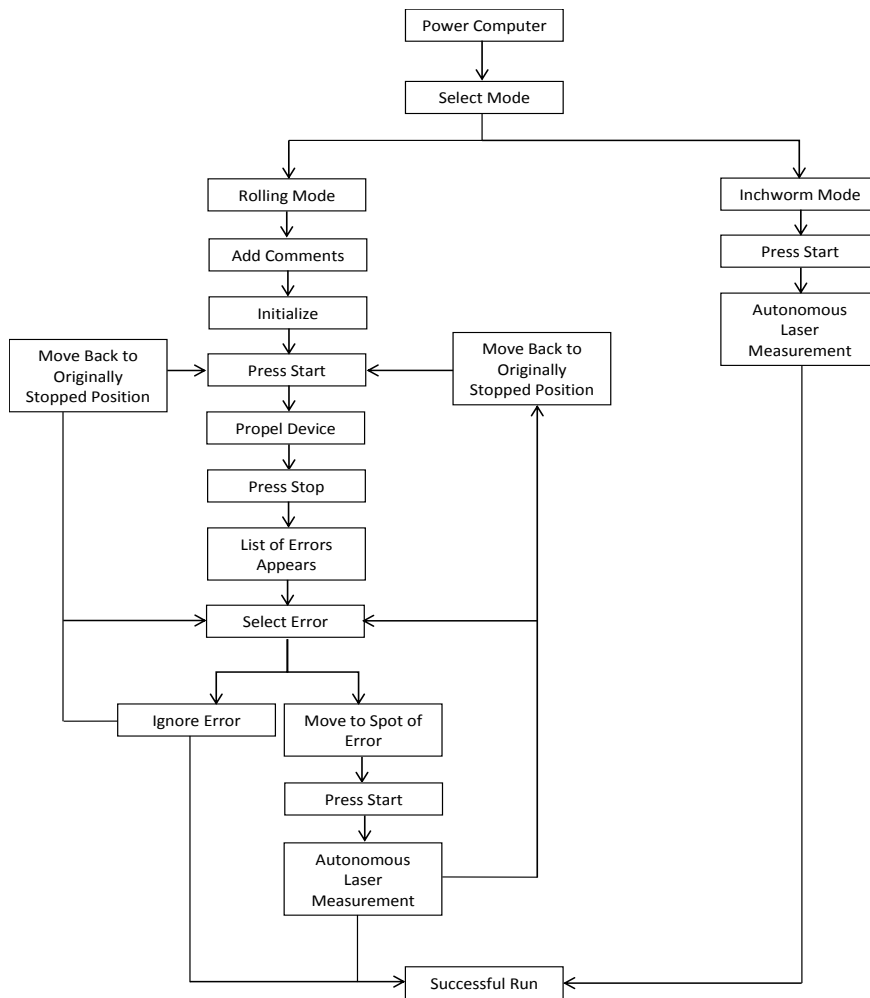 Power Computer
Select Mode
Rolling Mode
Inchworm Mode
Add Comments
Press Start
Initialize
Autonomous
Laser
Measurement
Move Back to
Originally
Stopped Position
Press Start
Move Back to
Originally
Stopped Position
Propel Device
Press Stop
List of Errors
Appears
Select Error
Ignore Error
Move to Spot of
Error
Press Start
Autonomous
Laser
Measurement
Successful Run